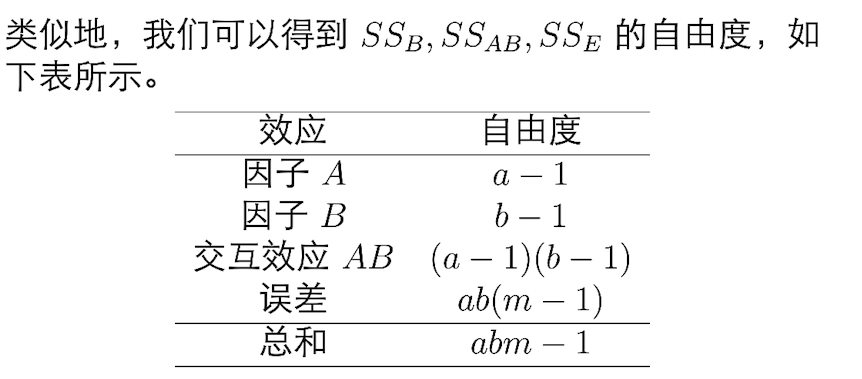 类似地，我们可以得到 SS_B, SS_{AB}, SS_E 的自由度，如
下表所示。
效应 自由度
因子 A a − 1
因子 B b − 1
交互效应 AB (a − 1)(b − 1)
误差 ab(m − 1)
总和 abm − 1